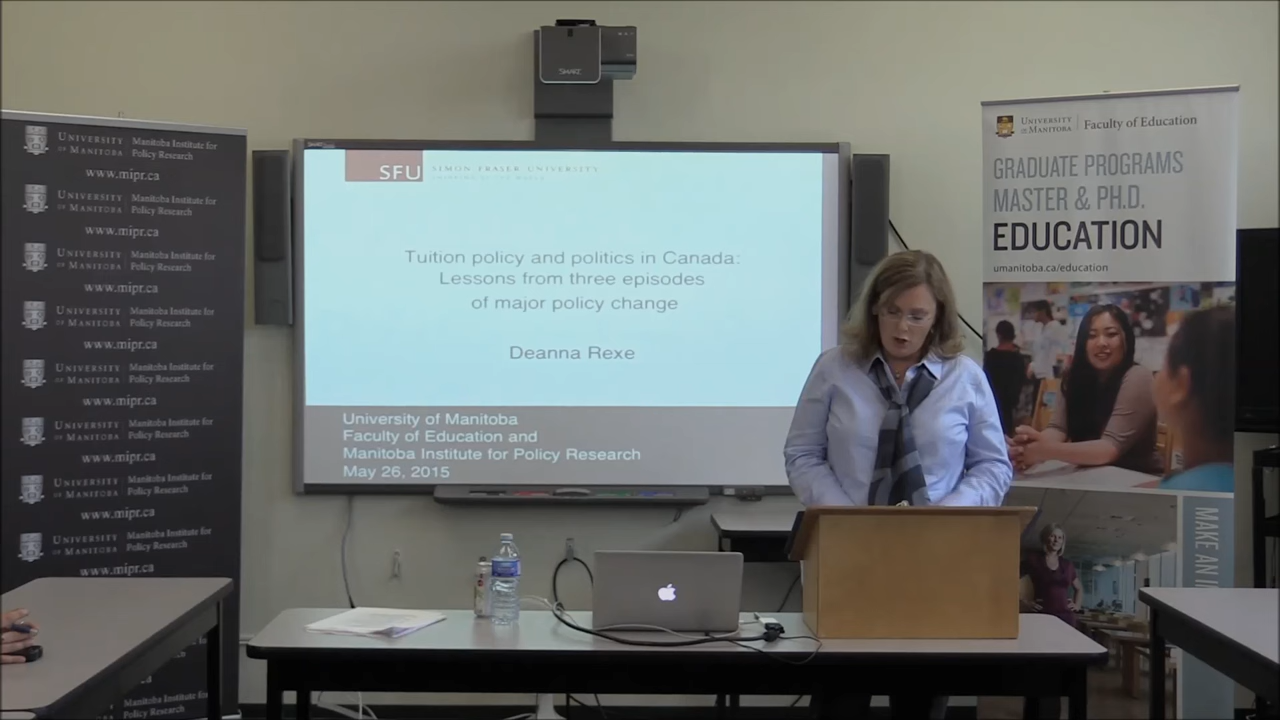 UNIVERSITY OF MANITOBA
Manitoba Institute for Policy Research
www.mipr.ca
UNIVERSITY OF MANITOBA
Manitoba Institute for Policy Research
www.mipr.ca
UNIVERSITY OF MANITOBA
Manitoba Institute for Policy Research
www.mipr.ca
UNIVERSITY OF MANITOBA
Manitoba Institute for Policy Research
www.mipr.ca
UNIVERSITY OF MANITOBA
Manitoba Institute for Policy Research
www.mipr.ca
UNIVERSITY OF MANITOBA
Manitoba Institute for Policy Research
www.mipr.ca
UNIVERSITY OF MANITOBA
Manitoba Institute for Policy Research
www.mipr.ca
UNIVERSITY OF MANITOBA
Manitoba Institute for Policy Research
www.mipr.ca
Manitoba Institute for
Policy Research
SMART
SFU SIMON FRASER UNIVERSITY
Tuition policy and politics in Canada:
Lessons from three episodes
of major policy change
Deanna Rexe
University of Manitoba
Faculty of Education and
Manitoba Institute for Policy Research
May 26, 2015
UNIVERSITY OF MANITOBA
Faculty of Education
GRADUATE PROGRAMS
MASTER & PH.D.
EDUCATION
umanitoba.ca/education
MAKE AN